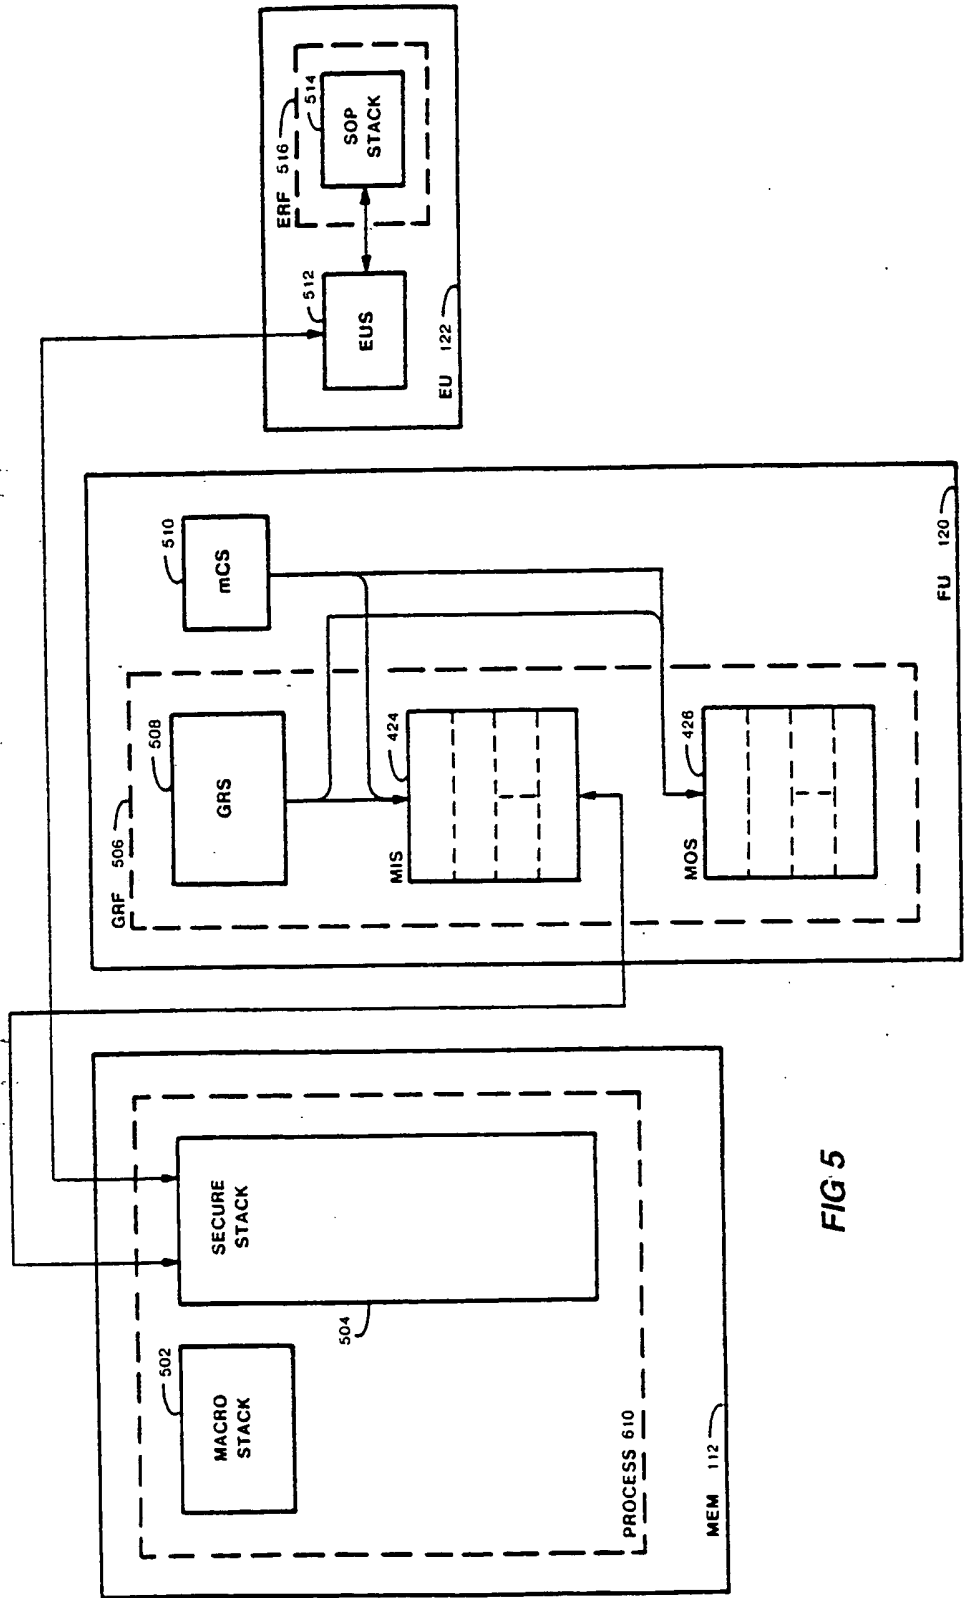 MACRO
STACK
502
SECURE
STACK
504
PROCESS 610
MEM 112
GRF 506
GRS
508
mCS
510
MIS
424
MOS
426
FU 120
EUS
512
ERF 516
SOP
STACK
514
EU 122
FIG 5